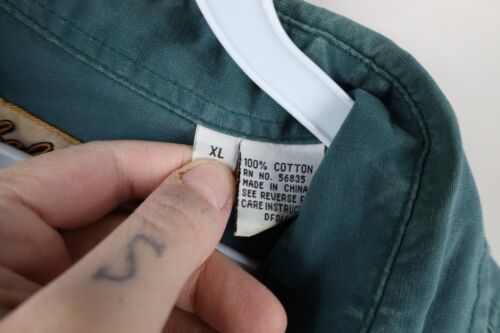 XL
100% COTTON
RN NO. 56835
MADE IN CHINA
SEE REVERSE
CARE INSTRUC
S